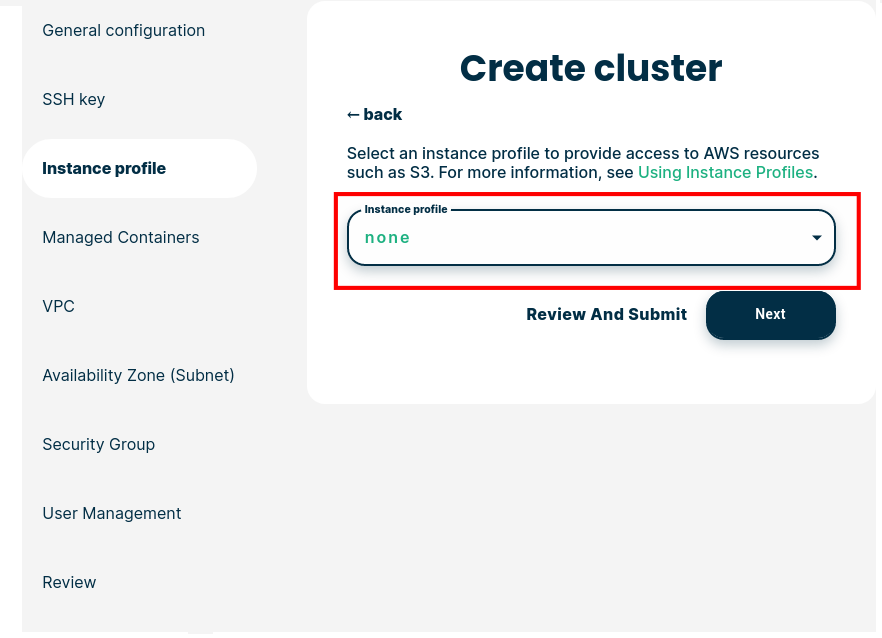 General configuration
SSH key
Instance profile
Managed Containers
VPC
Availability Zone (Subnet)
Security Group
User Management
Review
Create cluster
← back
Select an instance profile to provide access to AWS resources
such as S3. For more information, see Using Instance Profiles.
Instance profile
none
Review And Submit
Next